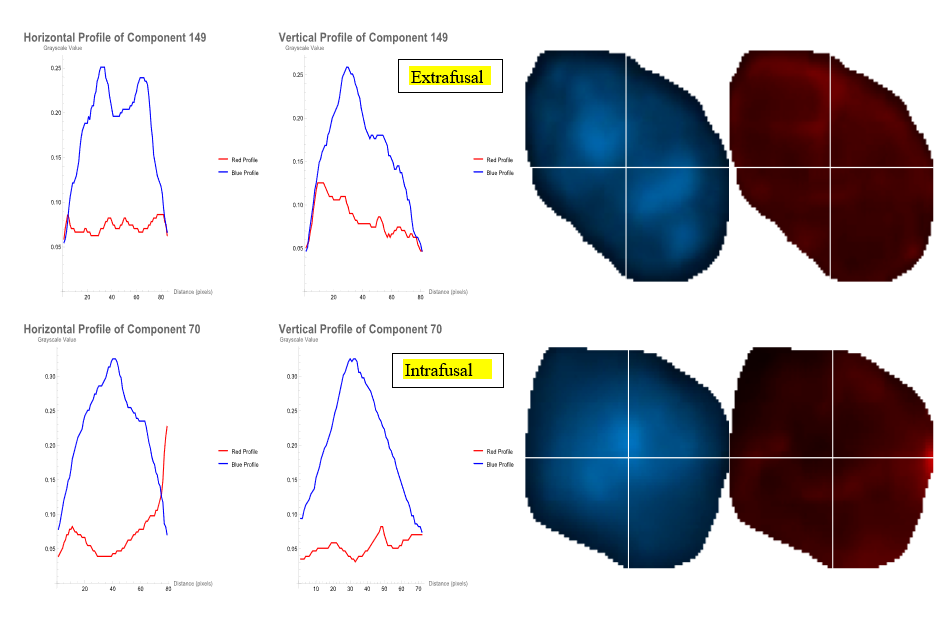 Horizontal Profile of Component 149
Grayscale Value
0.25
0.20
0.15
0.10
0.05
20 40 60 80
Distance (pixels)
Red Profile
Blue Profile
Vertical Profile of Component 149
Grayscale Value
Extrafusal
0.25
0.20
0.15
0.10
0.05
20 40 60 80
Distance (pixels)
Red Profile
Blue Profile
Horizontal Profile of Component 70
Grayscale Value
0.30
0.25
0.20
0.15
0.10
0.05
20 40 60 80
Distance (pixels)
Red Profile
Blue Profile
Vertical Profile of Component 70
Grayscale Value
Intrafusal
0.30
0.25
0.20
0.15
0.10
0.05
10 20 30 40 50 60 70
Distance (pixels)
Red Profile
Blue Profile